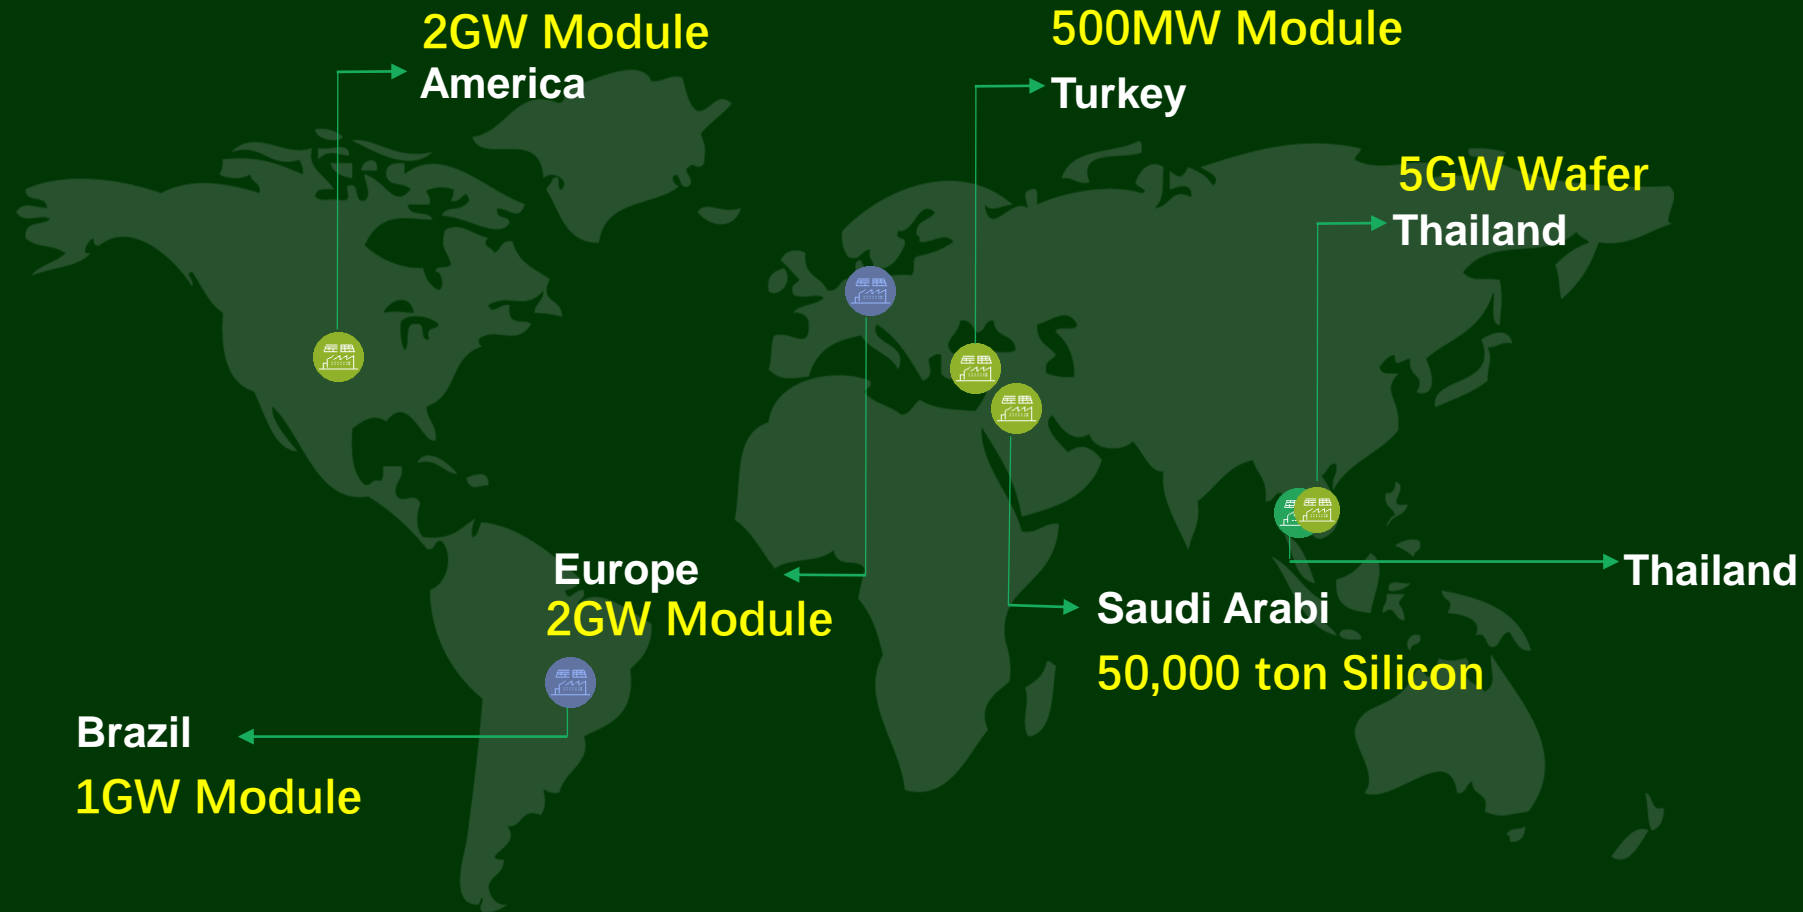 2GW Module
America
500MW Module
Turkey
5GW Wafer
Thailand
Europe
2GW Module
Thailand
Saudi Arabi
50,000 ton Silicon
Brazil
1GW Module